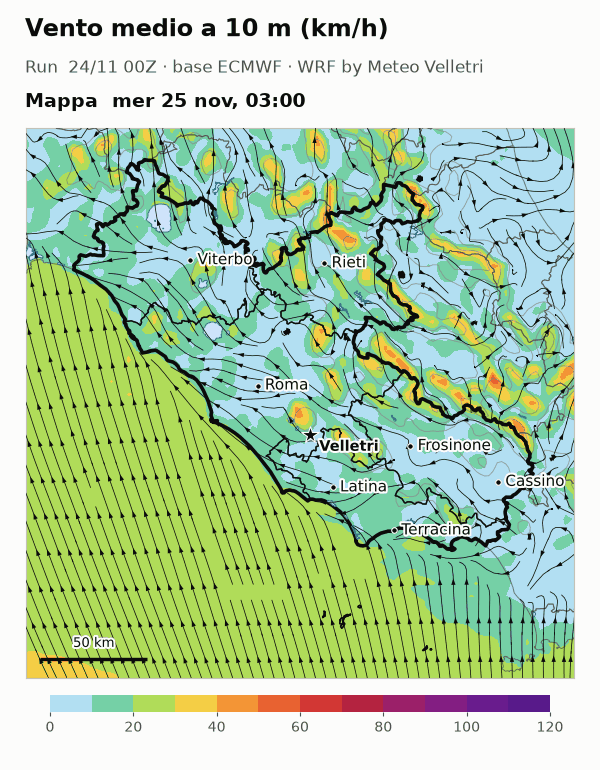 Vento medio a 10 m (km/h)
Run  24/11 00Z · base ECMWF · WRF by Meteo Velletri
Mappa  mer 25 nov, 03:00
Viterbo
Rieti
Roma
Velletri
Frosinone
Cassino
Latina
Terracina
50 km
0 20 40 60 80 100 120